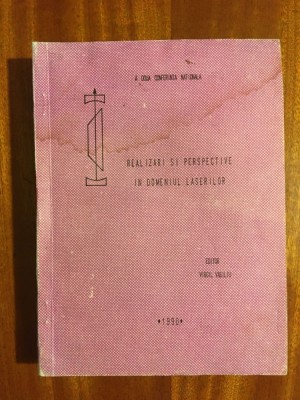 A DOUA CONFERINTA NATIONALA
REALIZARI SI PERSPECTIVE
IN DOMENIUL LASERILOR
EDITOR
VIRGIL VASILIU
*1990*